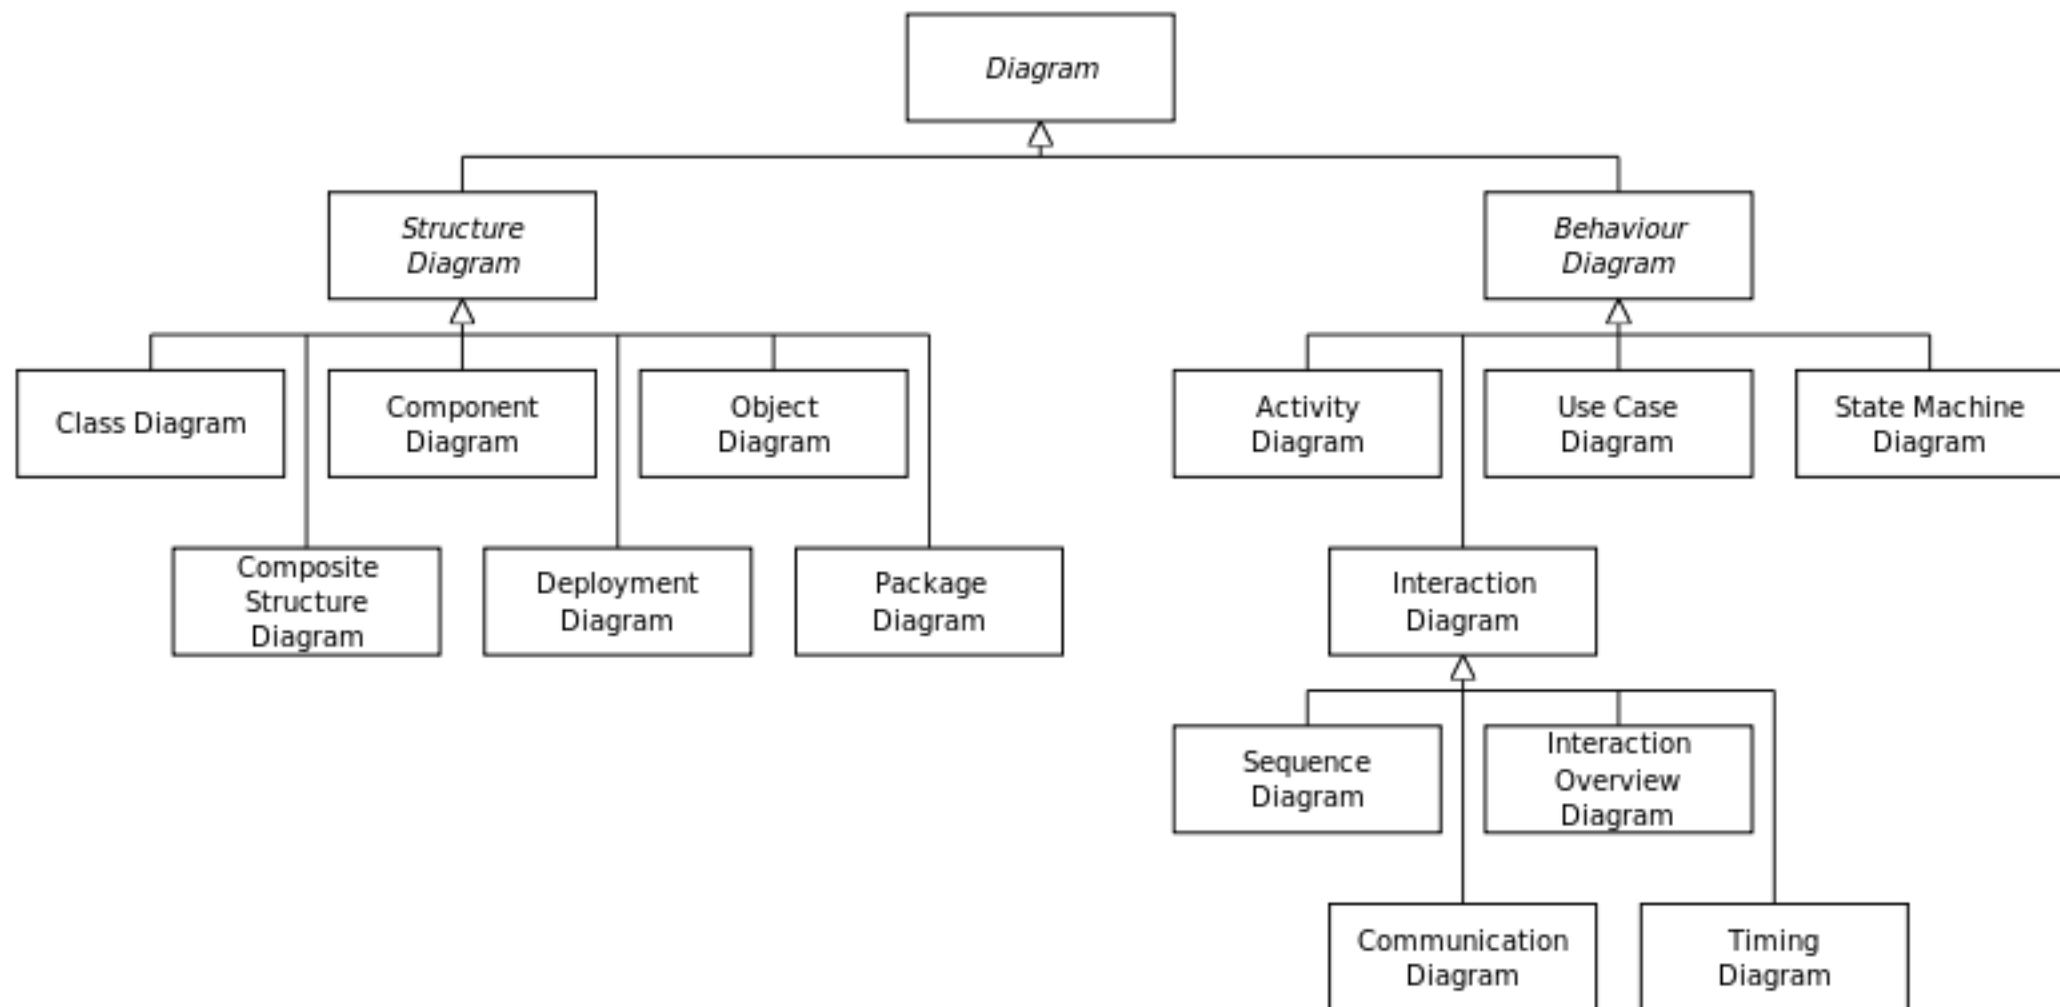 Diagram
Structure
Diagram
Behaviour
Diagram
Class Diagram
Component
Diagram
Object
Diagram
Activity
Diagram
Use Case
Diagram
State Machine
Diagram
Composite
Structure
Diagram
Deployment
Diagram
Package
Diagram
Interaction
Diagram
Sequence
Diagram
Interaction
Overview
Diagram
Communication
Diagram
Timing
Diagram